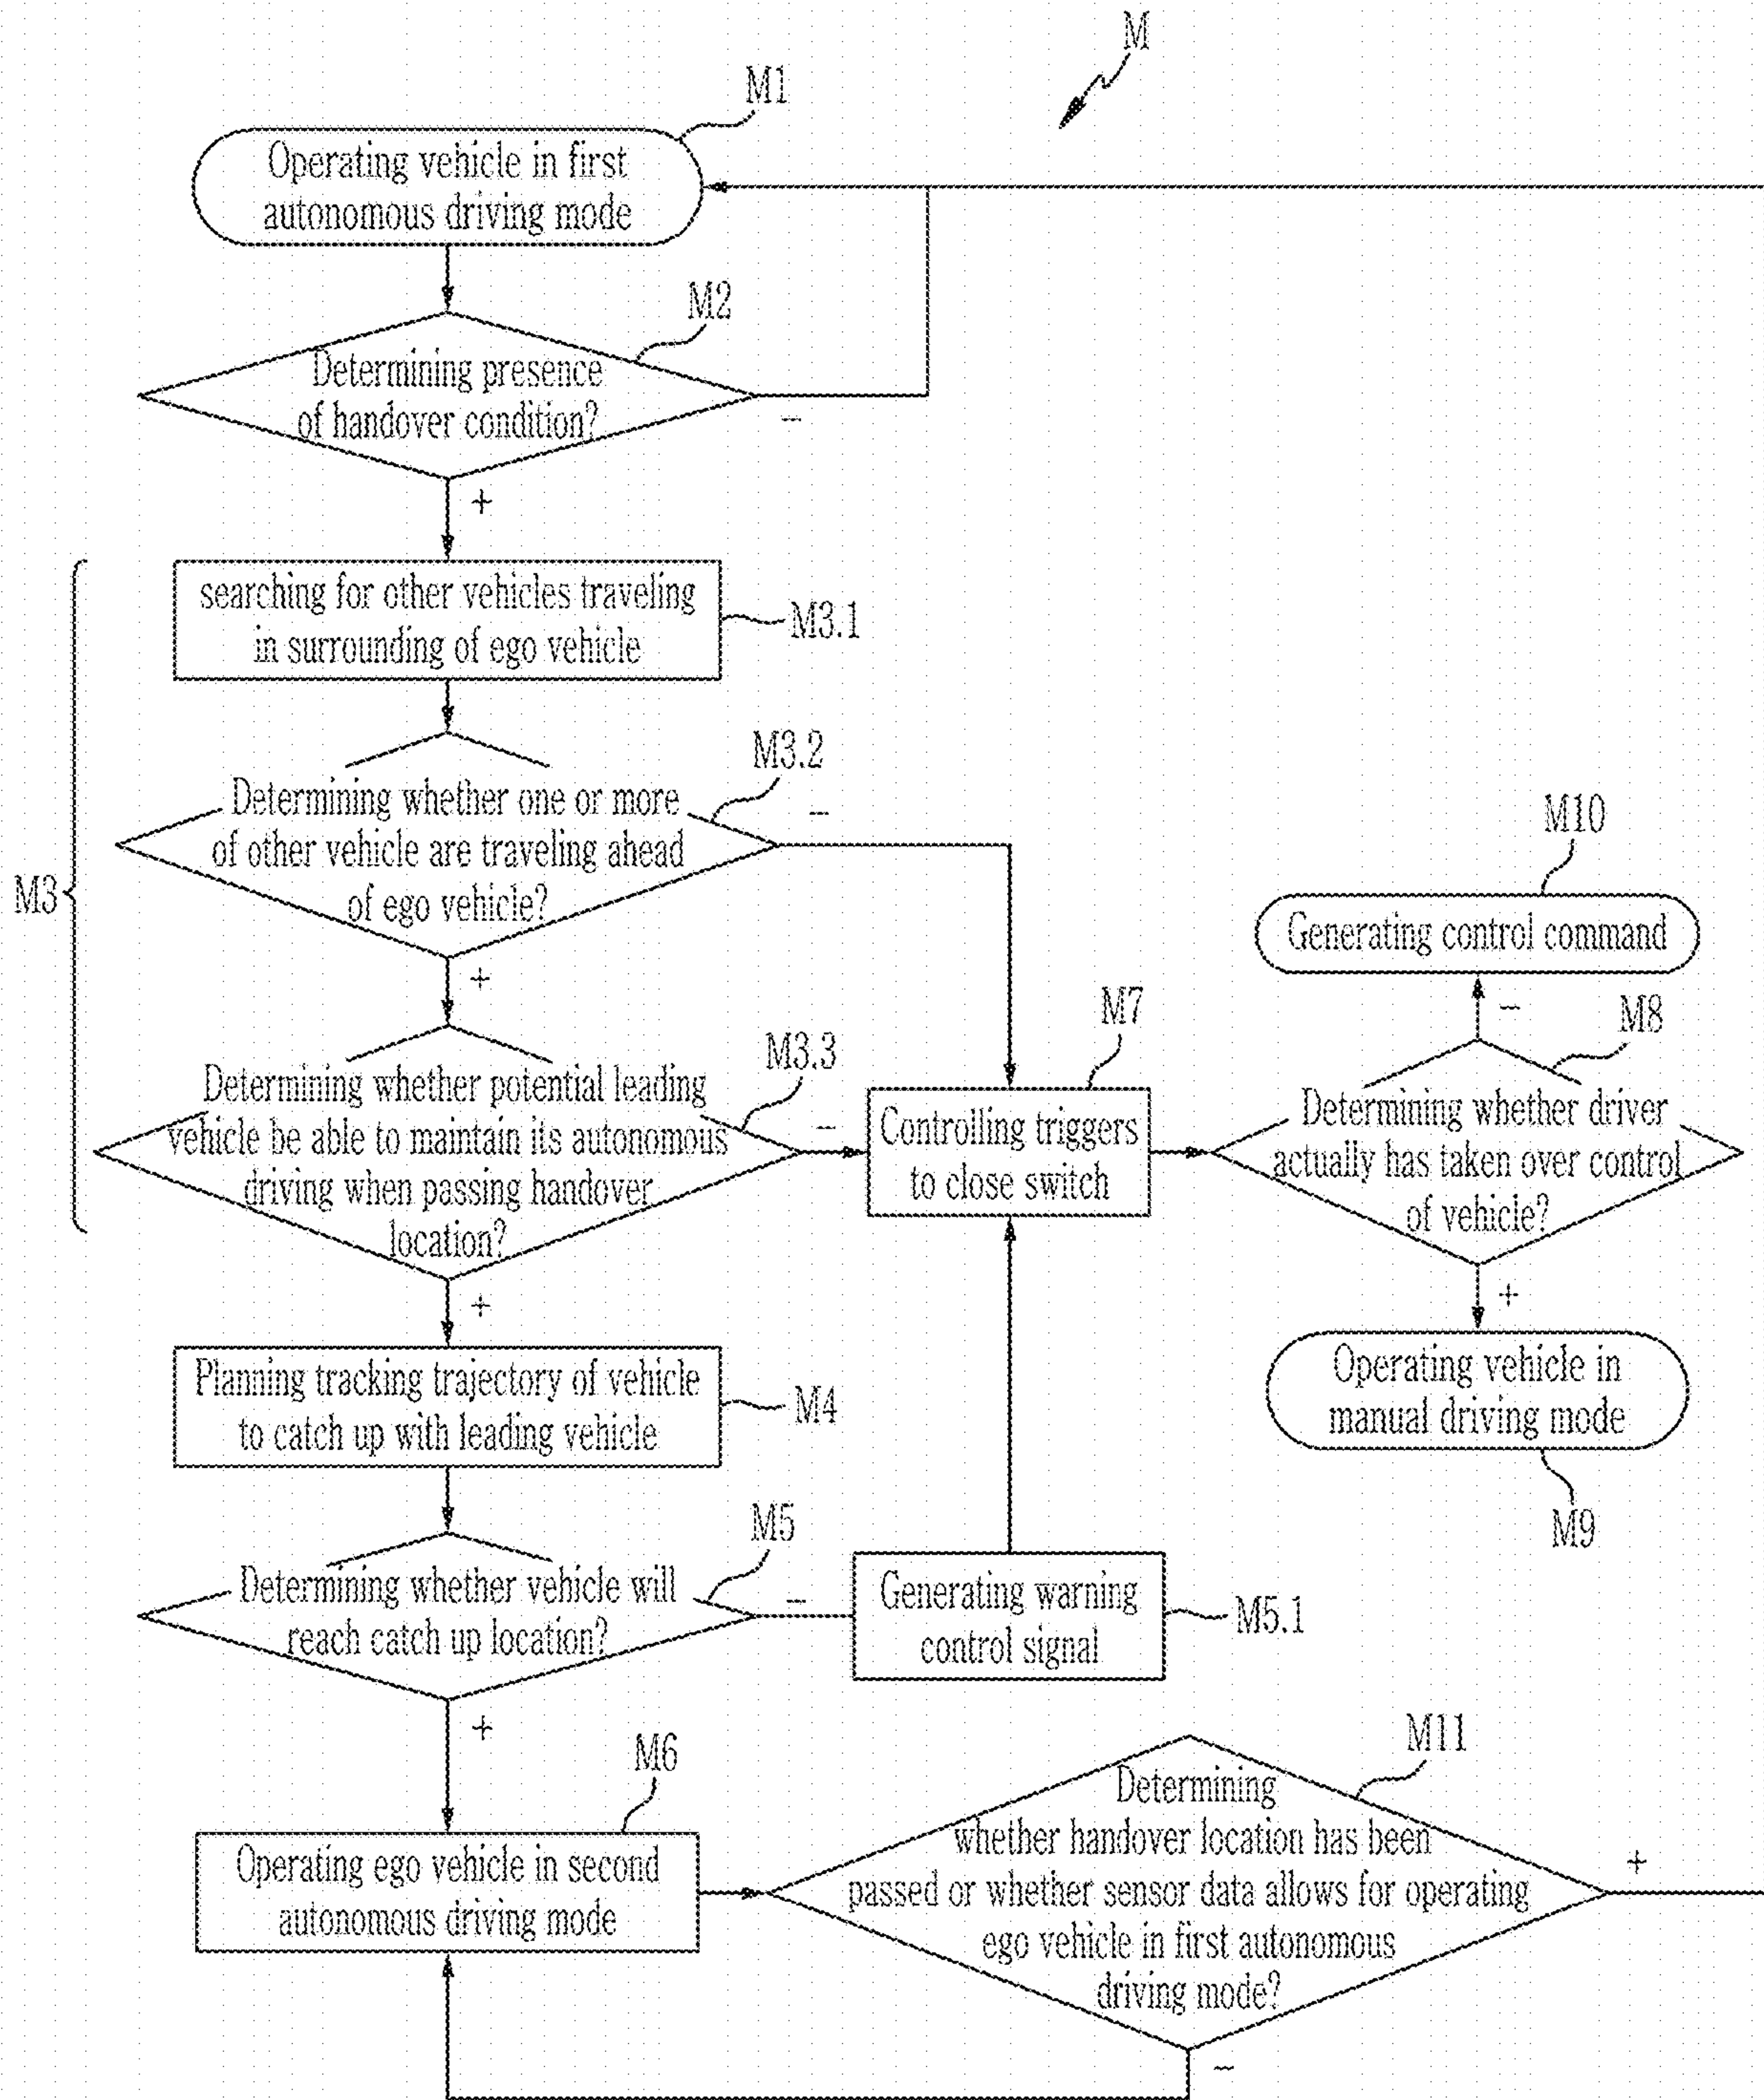 M
M1
Operating vehicle in first
autonomous driving mode
M2
Determining presence
of handover condition?
−
+
M3
searching for other vehicles traveling
in surrounding of ego vehicle
M3.1
M3.2
Determining whether one or more
of other vehicle are traveling ahead
of ego vehicle?
−
+
M3.3
Determining whether potential leading
vehicle be able to maintain its autonomous
driving when passing handover
location?
−
+
M7
Controlling triggers
to close switch
M10
Generating control command
−
M8
Determining whether driver
actually has taken over control
of vehicle?
+
Operating vehicle in
manual driving mode
M9
Planning tracking trajectory of vehicle
to catch up with leading vehicle
M4
M5
Determining whether vehicle will
reach catch up location?
−
+
Generating warning
control signal
M5.1
M6
Operating ego vehicle in second
autonomous driving mode
M11
Determining
whether handover location has been
passed or whether sensor data allows for operating
ego vehicle in first autonomous
driving mode?
+
−